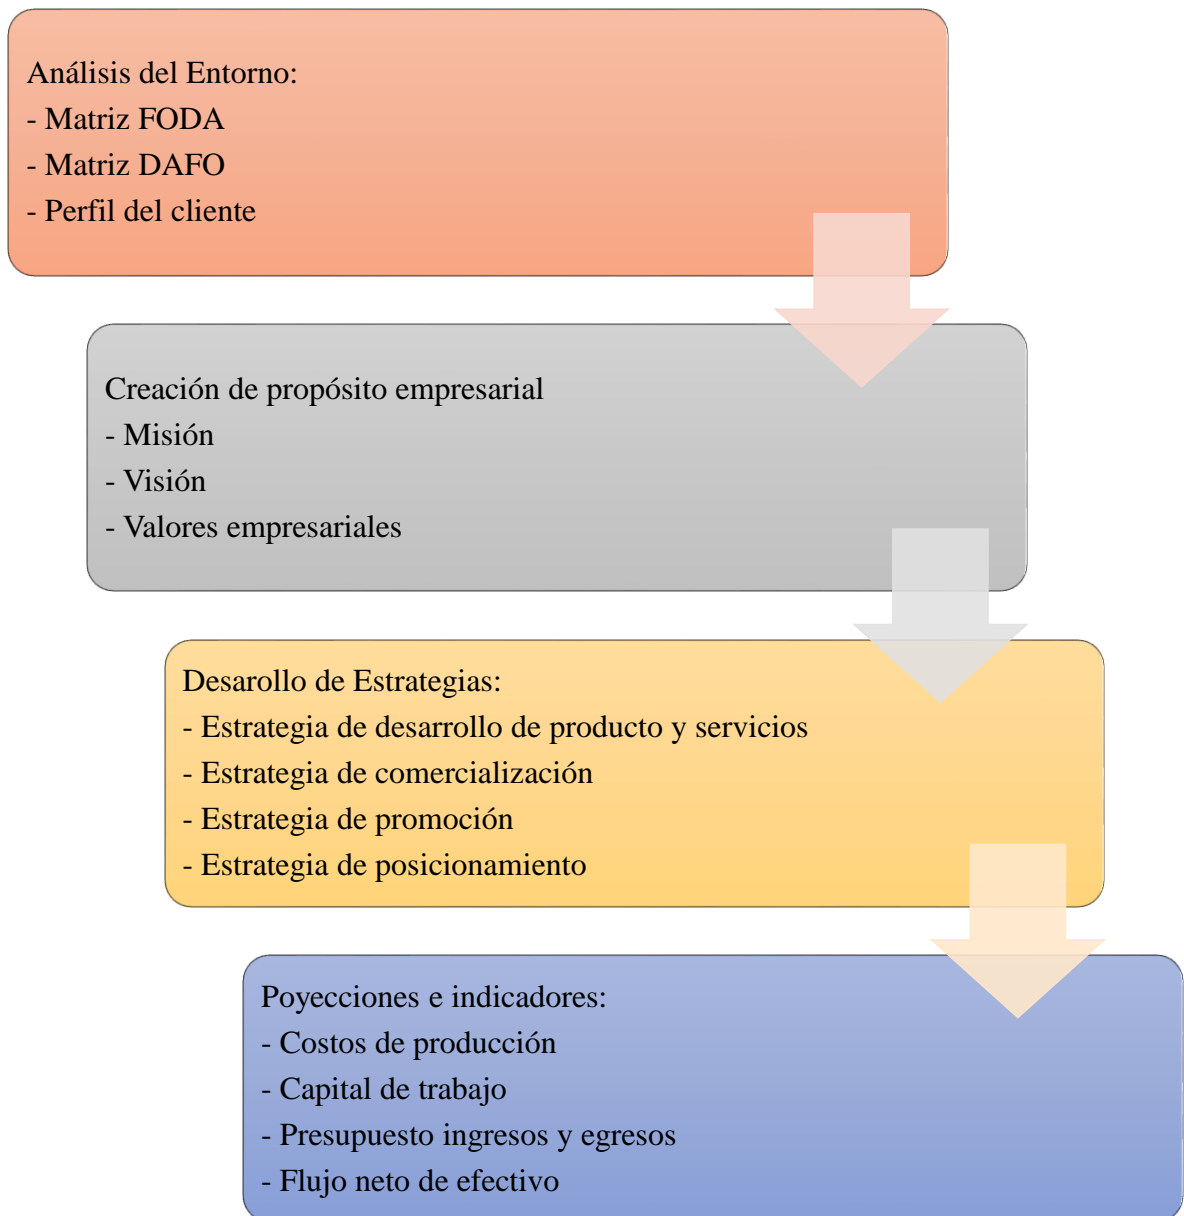 Análisis del Entorno:
- Matriz FODA
- Matriz DAFO
- Perfil del cliente
Creación de propósito empresarial
- Misión
- Visión
- Valores empresariales
Desarollo de Estrategias:
- Estrategia de desarrollo de producto y servicios
- Estrategia de comercialización
- Estrategia de promoción
- Estrategia de posicionamiento
Poyecciones e indicadores:
- Costos de producción
- Capital de trabajo
- Presupuesto ingresos y egresos
- Flujo neto de efectivo